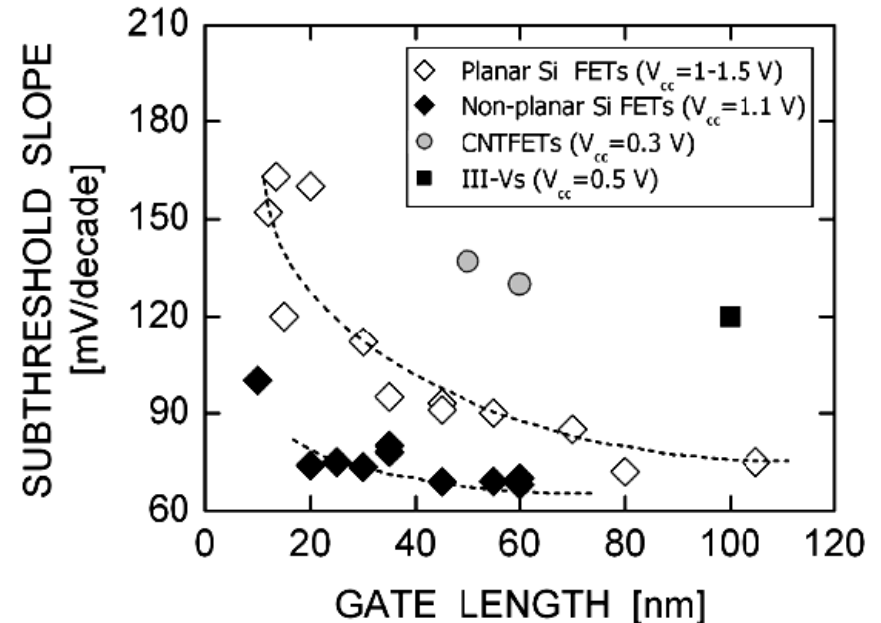 SUBTHRESHOLD SLOPE
[mV/decade]
210
180
150
120
90
60
Planar Si FETs (Vcc=1-1.5 V)
Non-planar Si FETs (Vcc=1.1 V)
CNTFETs (Vcc=0.3 V)
III-Vs (Vcc=0.5 V)
0 20 40 60 80 100 120
GATE LENGTH [nm]